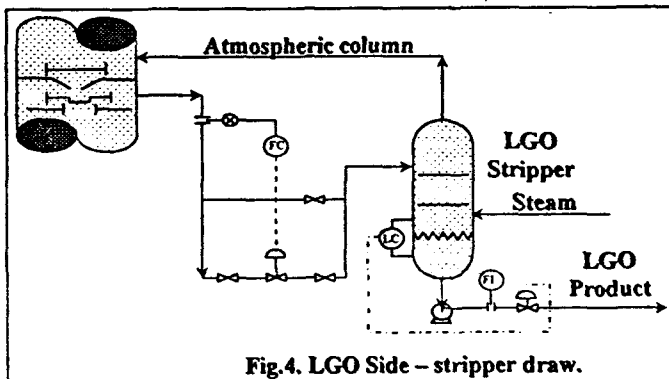 Atmospheric column
FC
LGO
Stripper
Steam
LC
LGO
Product
FI
Fig.4. LGO Side – stripper draw.